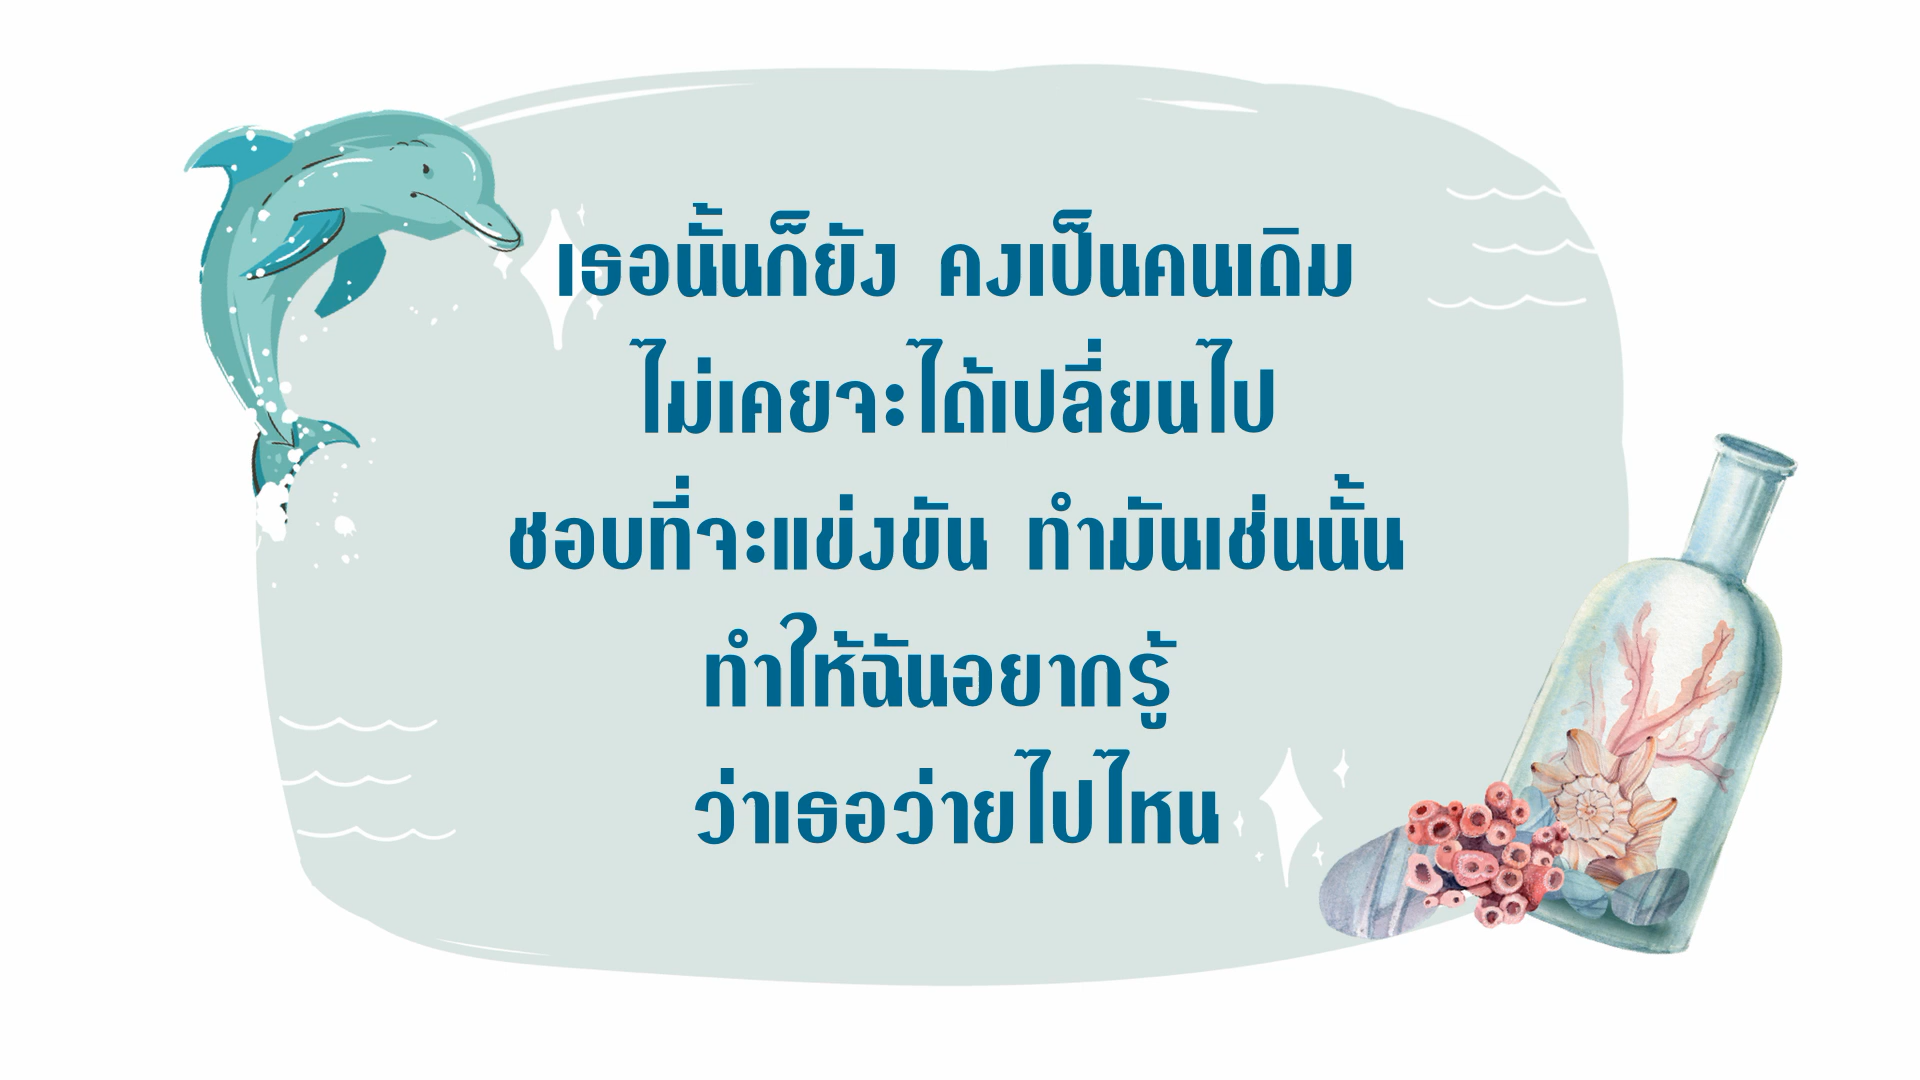 เธอนั้นก็ยัง คงเป็นคนเดิม
ไม่เคยจะได้เปลี่ยนไป
ชอบที่จะแข่งขัน ทำมันเช่นนั้น
ทำให้ฉันอยากรู้
ว่าเธอว่ายไปไหน